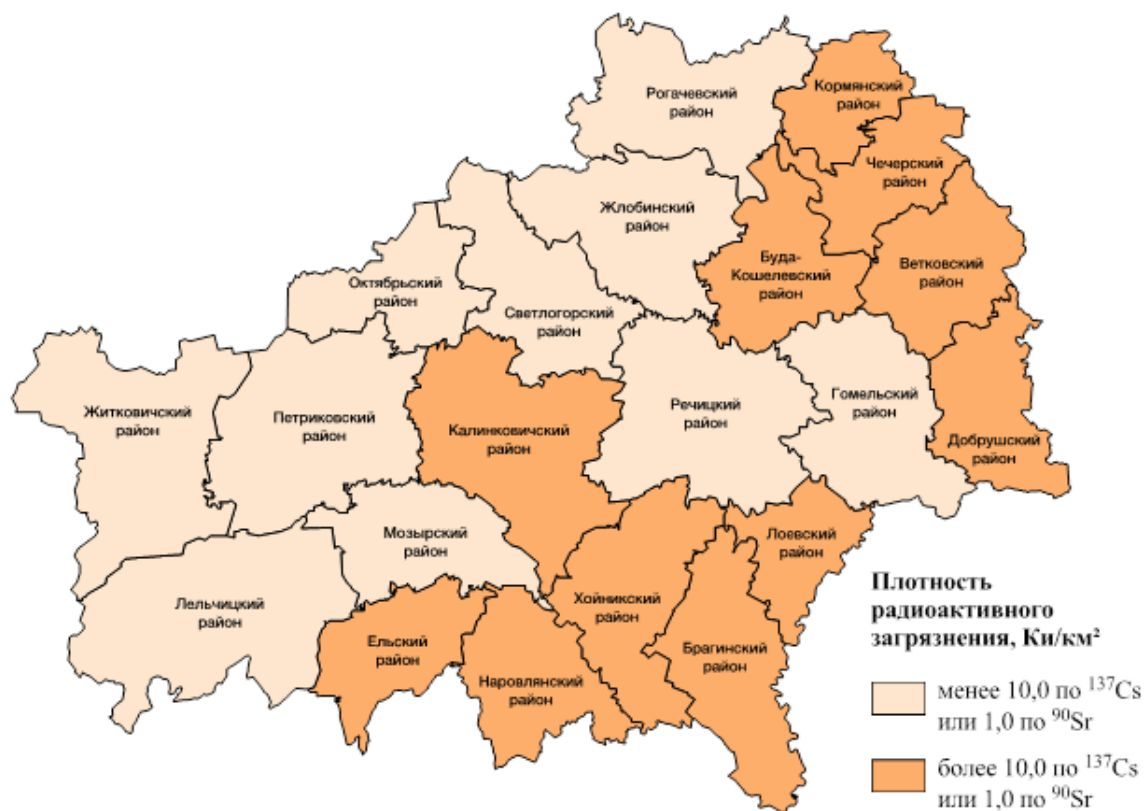 Рогачевский
район
Кормянский
район
Чечерский
район
Жлобинский
район
Буда-
Кошелевский
район
Ветковский
район
Октябрьский
район
Светлогорский
район
Житковичский
район
Петриковский
район
Калинковичский
район
Речицкий
район
Гомельский
район
Добрушский
район
Мозырский
район
Лоевский
район
Лельчицкий
район
Ельский
район
Наровлянский
район
Хойникский
район
Брагинский
район
Плотность
радиоактивного
загрязнения, Ки/км²
менее 10,0 по ¹³⁷Cs
или 1,0 по ⁹⁰Sr
более 10,0 по ¹³⁷Cs
или 1,0 по ⁹⁰Sr